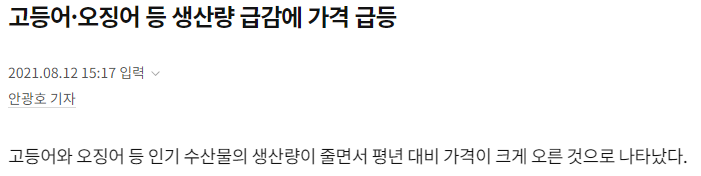 고등어·오징어 등 생산량 급감에 가격 급등
2021.08.12 15:17 입력
안광호 기자
고등어와 오징어 등 인기 수산물의 생산량이 줄면서 평년 대비 가격이 크게 오른 것으로 나타났다.